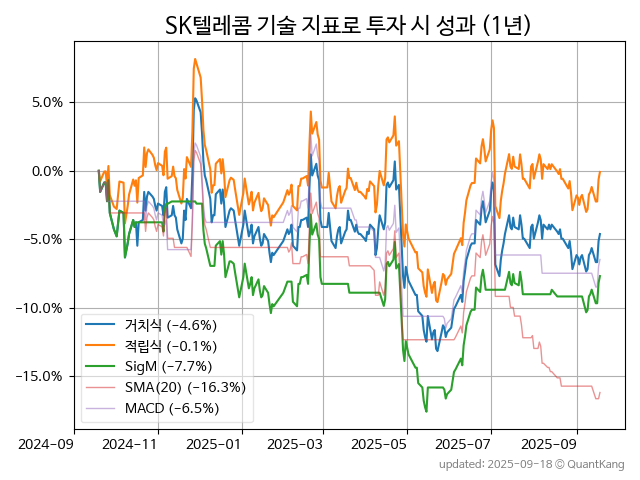 SK텔레콤 기술 지표로 투자 시 성과 (1년)
5.0%
0.0%
−5.0%
−10.0%
−15.0%
거치식 (−4.6%)
적립식 (−0.1%)
SigM (−7.7%)
SMA(20) (−16.3%)
MACD (−6.5%)
2024-09
2024-11
2025-01
2025-03
2025-05
2025-07
2025-09
updated: 2025-09-18 ⓒ QuantKang